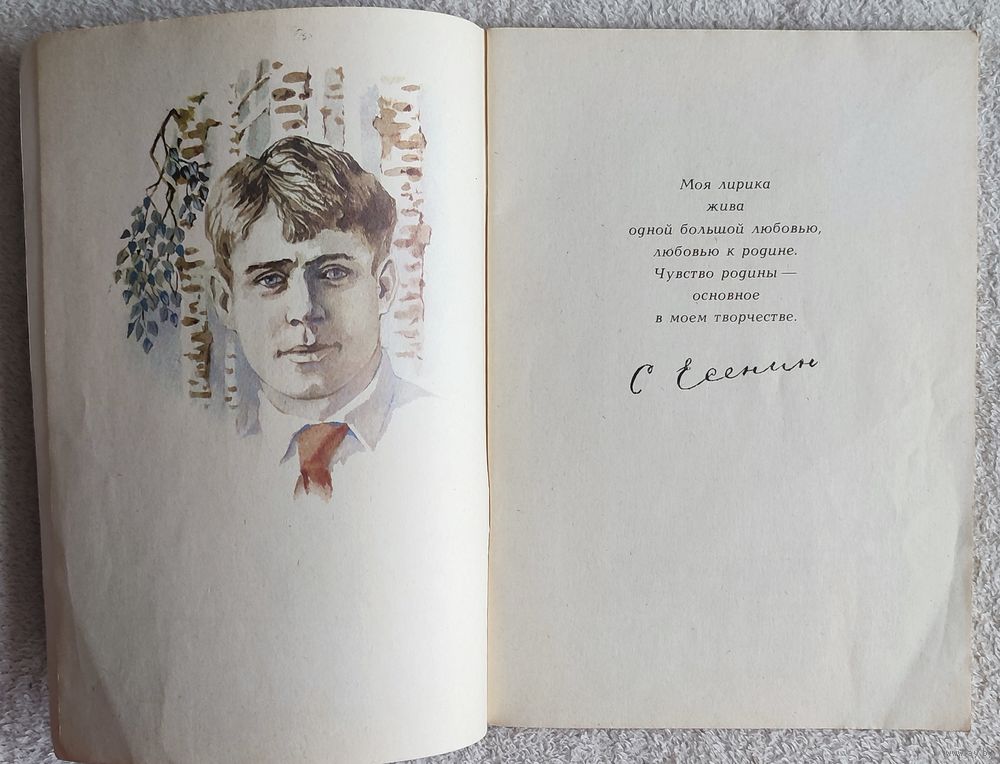 Моя лирика
жива
одной большой любовью,
любовью к родине.
Чувство родины —
основное
в моем творчестве.
С Есенин